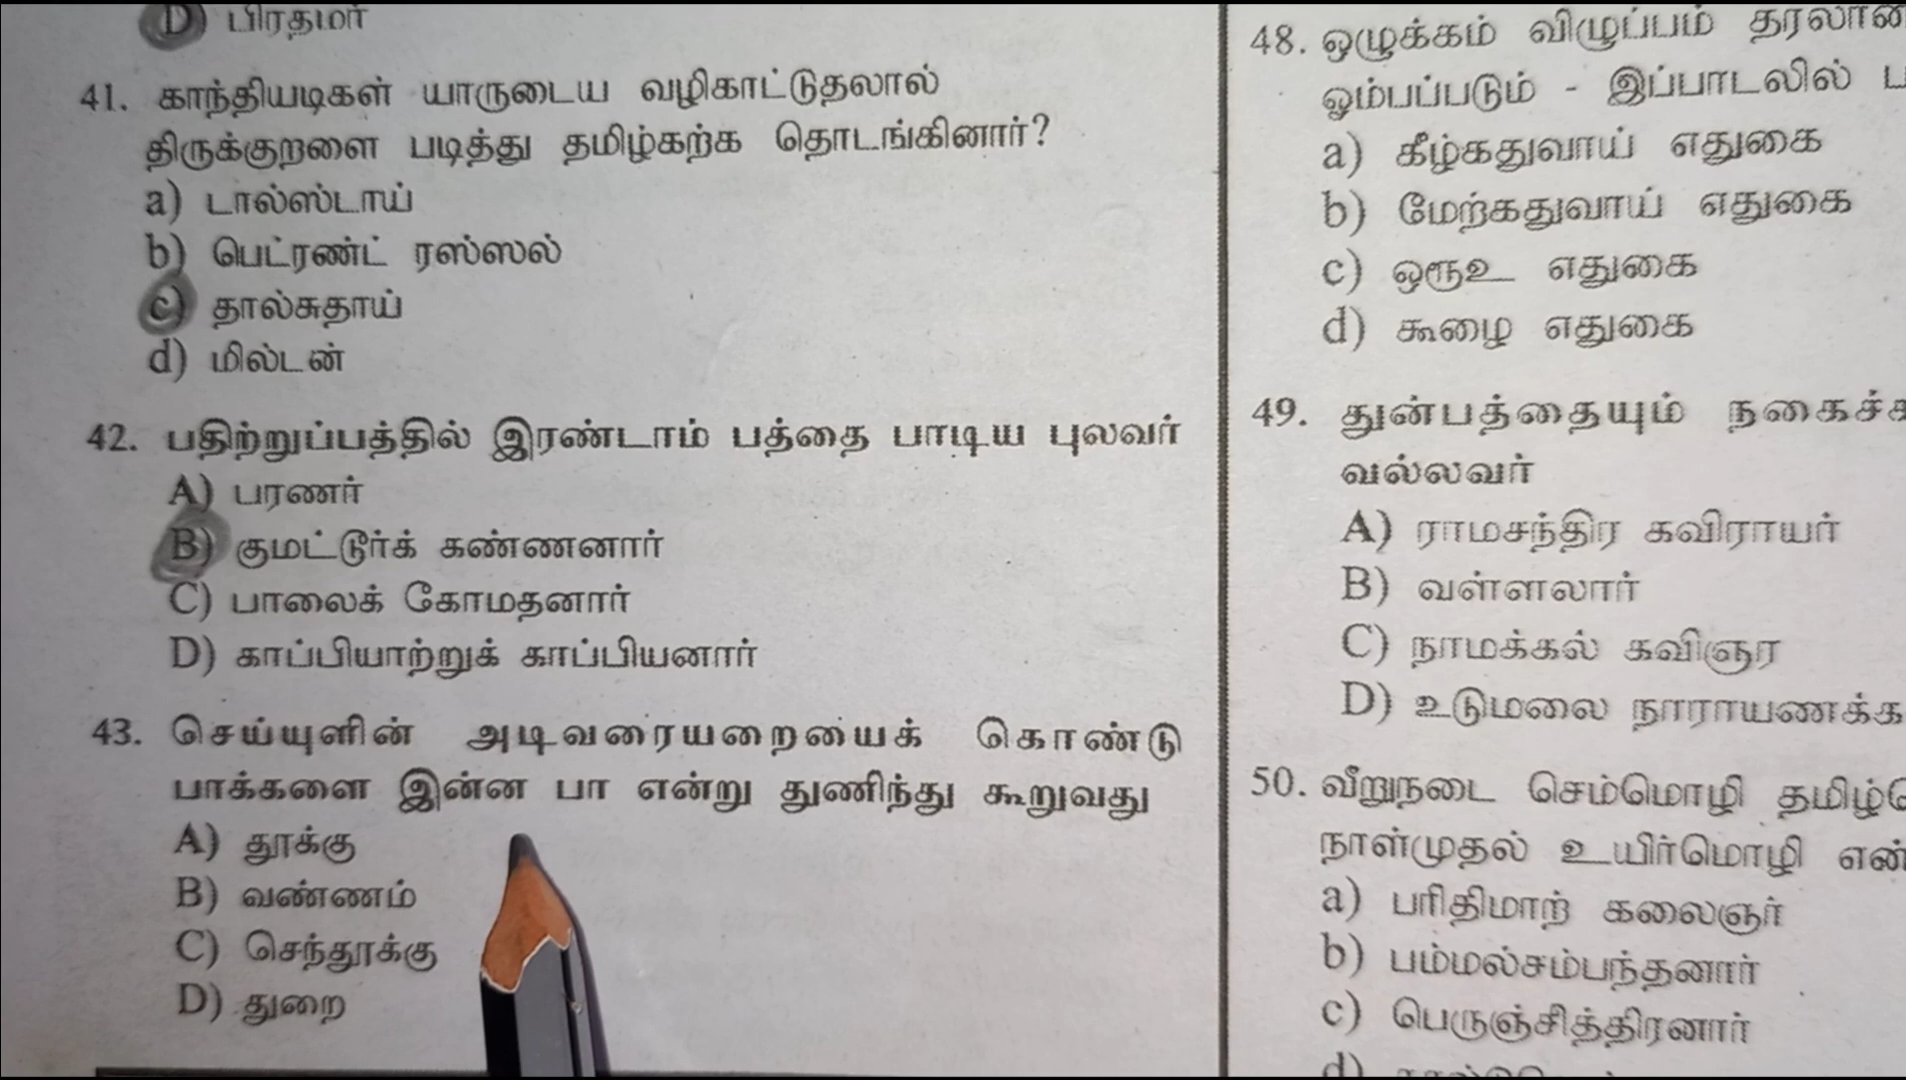 D) பிரதமர்
41. காந்தியடிகள் யாருடைய வழிகாட்டுதலால்
திருக்குறளை படித்து தமிழ்கற்க தொடங்கினார்?
a) டால்ஸ்டாய்
b) பெட்ரண்ட் ரஸ்ஸல்
c) தால்சுதாய்
d) மில்டன்
42. பதிற்றுப்பத்தில் இரண்டாம் பத்தை பாடிய புலவர்
A) பரணர்
B) குமட்டூர்க் கண்ணனார்
C) பாலைக் கோமதனார்
D) காப்பியாற்றுக் காப்பியனார்
43. செய்யுளின் அடிவரையறையைக் கொண்டு
பாக்களை இன்ன பா என்று துணிந்து கூறுவது
A) தூக்கு
B) வண்ணம்
C) செந்தூக்கு
D) துறை
48. ஒழுக்கம் விழுப்பம்
ஓம்பப்படும் - இப்பாடலில்
a) கீழ்கதுவாய் எதுகை
b) மேற்கதுவாய் எதுகை
c) ஒரூஉ எதுகை
d) கூழை எதுகை
49. துன்பத்தையும்
வல்லவர்
A) ராமசந்திர கவிராயர்
B) வள்ளலார்
C) நாமக்கல் கவிஞர
D) உடுமலை
50. வீறுநடை செம்மொழி
நாள்முதல் உயிர்மொழி
a) பரிதிமாற் கலைஞர்
b) பம்மல்சம்பந்தனார்
c) பெருஞ்சித்திரனார்
d)